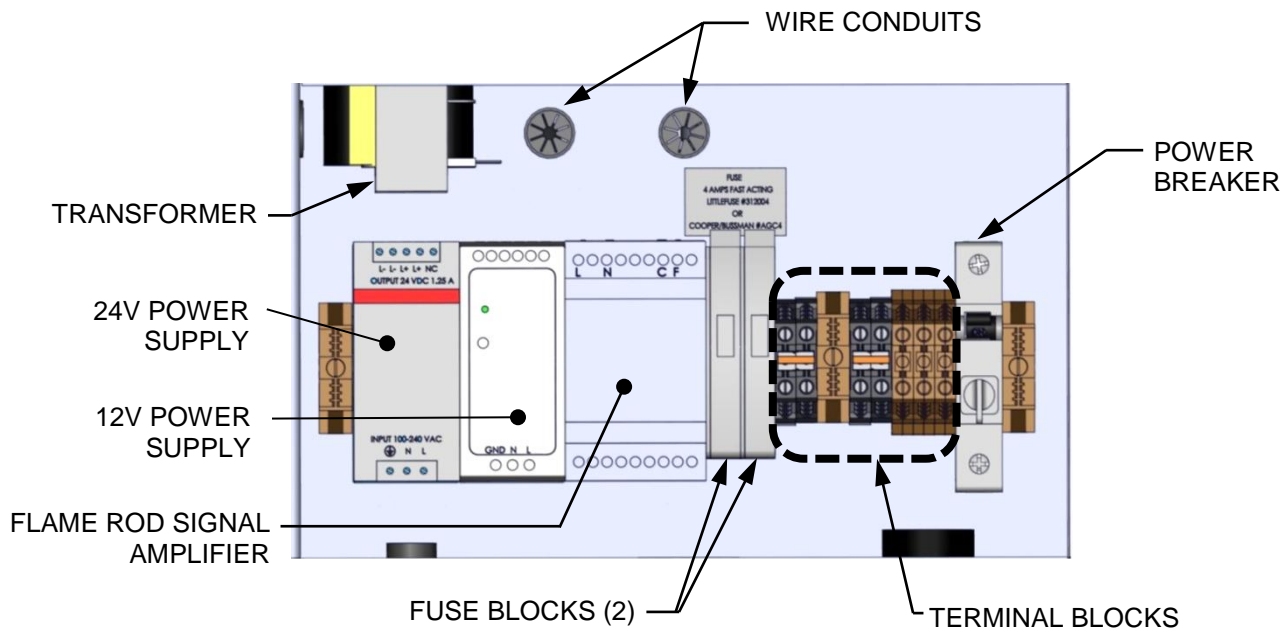 WIRE CONDUITS
POWER
BREAKER
FUSE
4 AMPS FAST ACTING
LITTLEFUSE #312004
OR
COOPER/BUSSMAN #AGC4
TRANSFORMER
L- L- L+ L+ NC
OUTPUT 24 VDC 1.25 A
L N C F
24V POWER
SUPPLY
12V POWER
SUPPLY
INPUT 100-240 VAC
N L
GND N L
FLAME ROD SIGNAL
AMPLIFIER
FUSE BLOCKS (2)
TERMINAL BLOCKS